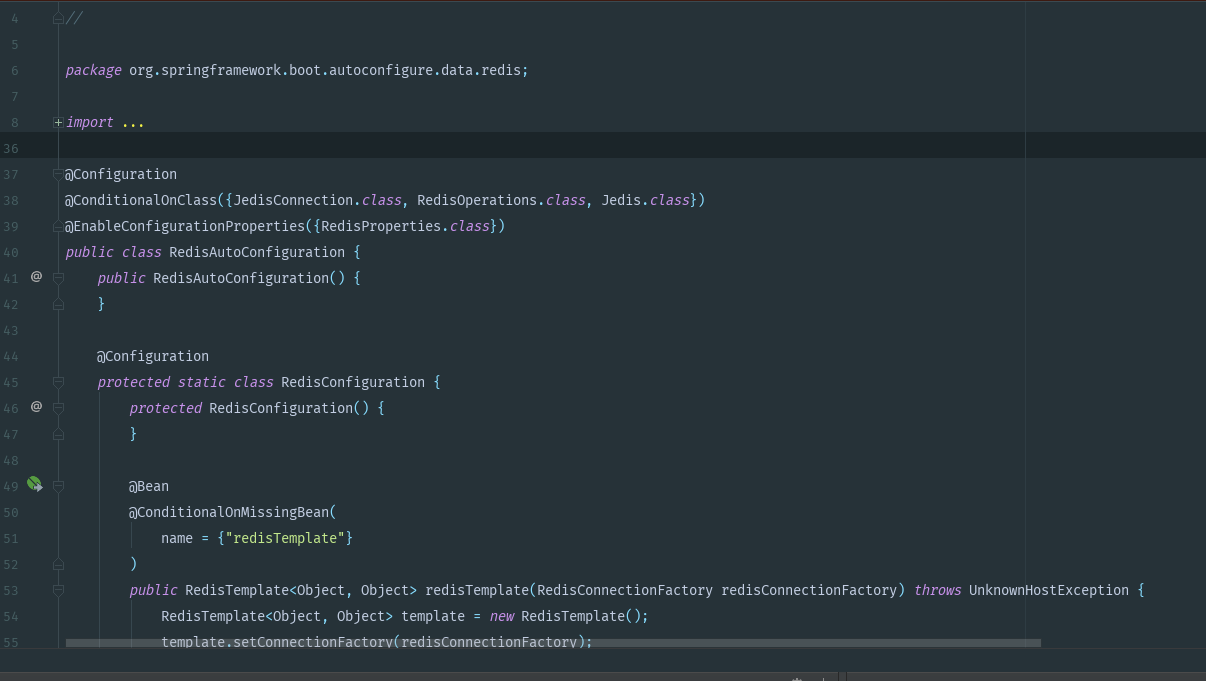 4 //
5
6 package org.springframework.boot.autoconfigure.data.redis;
7
8 import ...
36
37 @Configuration
38 @ConditionalOnClass({JedisConnection.class, RedisOperations.class, Jedis.class})
39 @EnableConfigurationProperties({RedisProperties.class})
40 public class RedisAutoConfiguration {
41 @     public RedisAutoConfiguration() {
42     }
43
44     @Configuration
45     protected static class RedisConfiguration {
46 @         protected RedisConfiguration() {
47         }
48
49         @Bean
50         @ConditionalOnMissingBean(
51             name = {"redisTemplate"}
52         )
53         public RedisTemplate<Object, Object> redisTemplate(RedisConnectionFactory redisConnectionFactory) throws UnknownHostException {
54             RedisTemplate<Object, Object> template = new RedisTemplate();
55             template.setConnectionFactory(redisConnectionFactory);